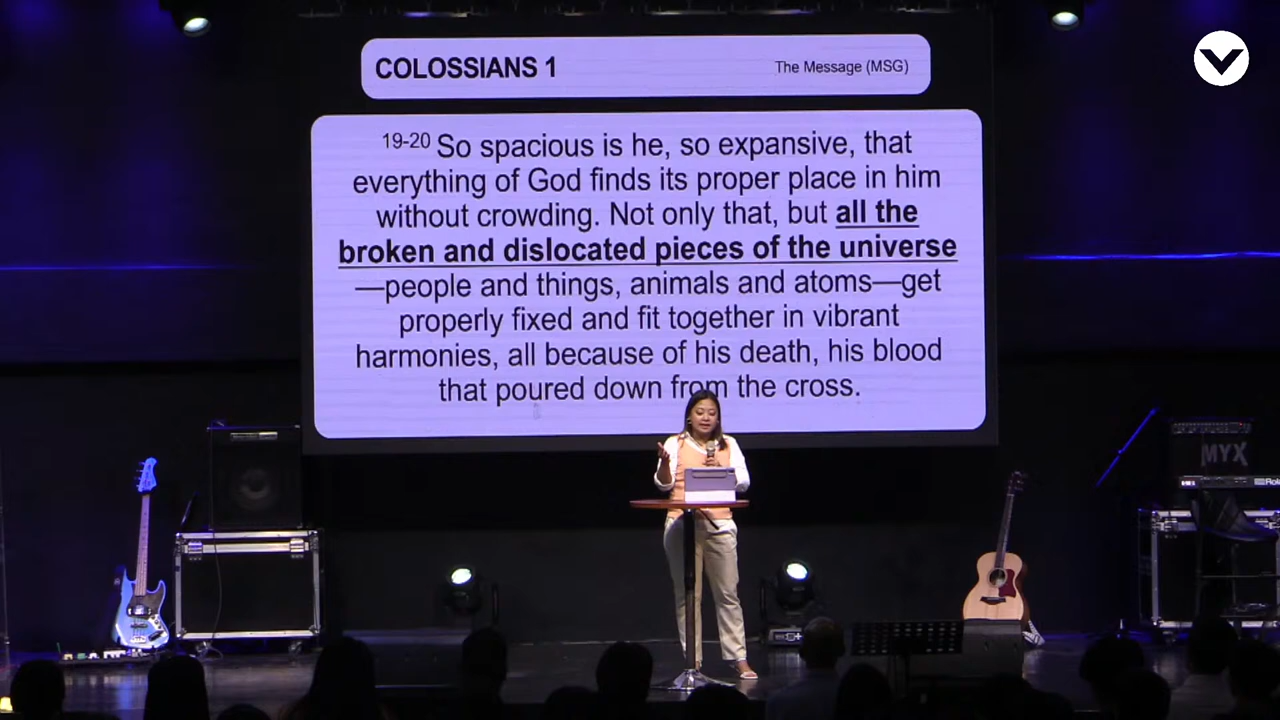 COLOSSIANS 1
The Message (MSG)
19-20 So spacious is he, so expansive, that
everything of God finds its proper place in him
without crowding. Not only that, but all the
broken and dislocated pieces of the universe
—people and things, animals and atoms—get
properly fixed and fit together in vibrant
harmonies, all because of his death, his blood
that poured down from the cross.
MYX